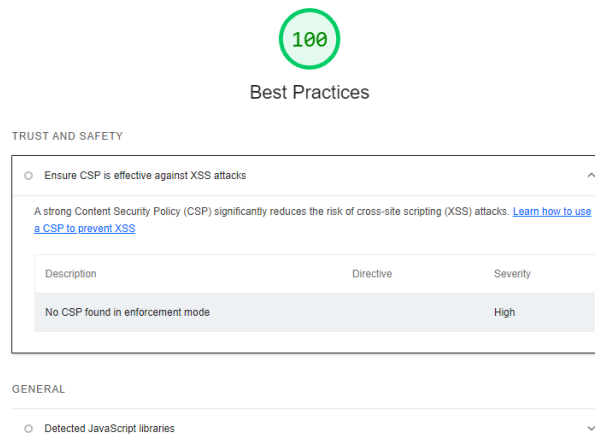 100
Best Practices
TRUST AND SAFETY
Ensure CSP is effective against XSS attacks
A strong Content Security Policy (CSP) significantly reduces the risk of cross-site scripting (XSS) attacks. Learn how to use
a CSP to prevent XSS
Description Directive Severity
No CSP found in enforcement mode High
GENERAL
Detected JavaScript libraries